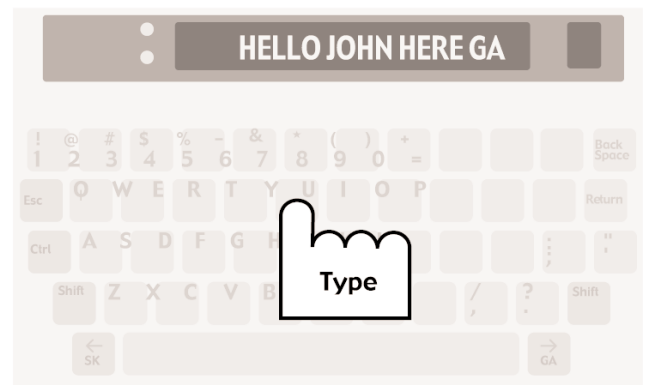 HELLO JOHN HERE GA
! @ # $ % ~ & * ( ) +
1 2 3 4 5 6 7 8 9 0 = Back Space
Esc Q W E R T Y U I O P Return
Ctrl A S D F G H ; : " '
Shift Z X C V B / , ? . Shift
Type
← SK → GA